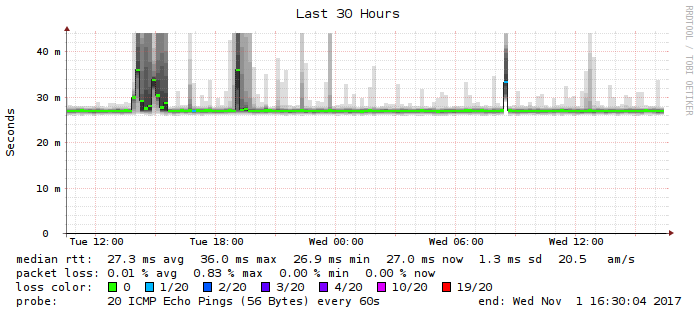 Last 30 Hours
RRDTOOL / TOBI OETIKER
Seconds
40 m
30 m
20 m
10 m
0
Tue 12:00 Tue 18:00 Wed 00:00 Wed 06:00 Wed 12:00
median rtt: 27.3 ms avg 36.0 ms max 26.9 ms min 27.0 ms now 1.3 ms sd 20.5 am/s
packet loss: 0.01 % avg 0.83 % max 0.00 % min 0.00 % now
loss color: 0 1/20 2/20 3/20 4/20 10/20 19/20
probe: 20 ICMP Echo Pings (56 Bytes) every 60s end: Wed Nov 1 16:30:04 2017